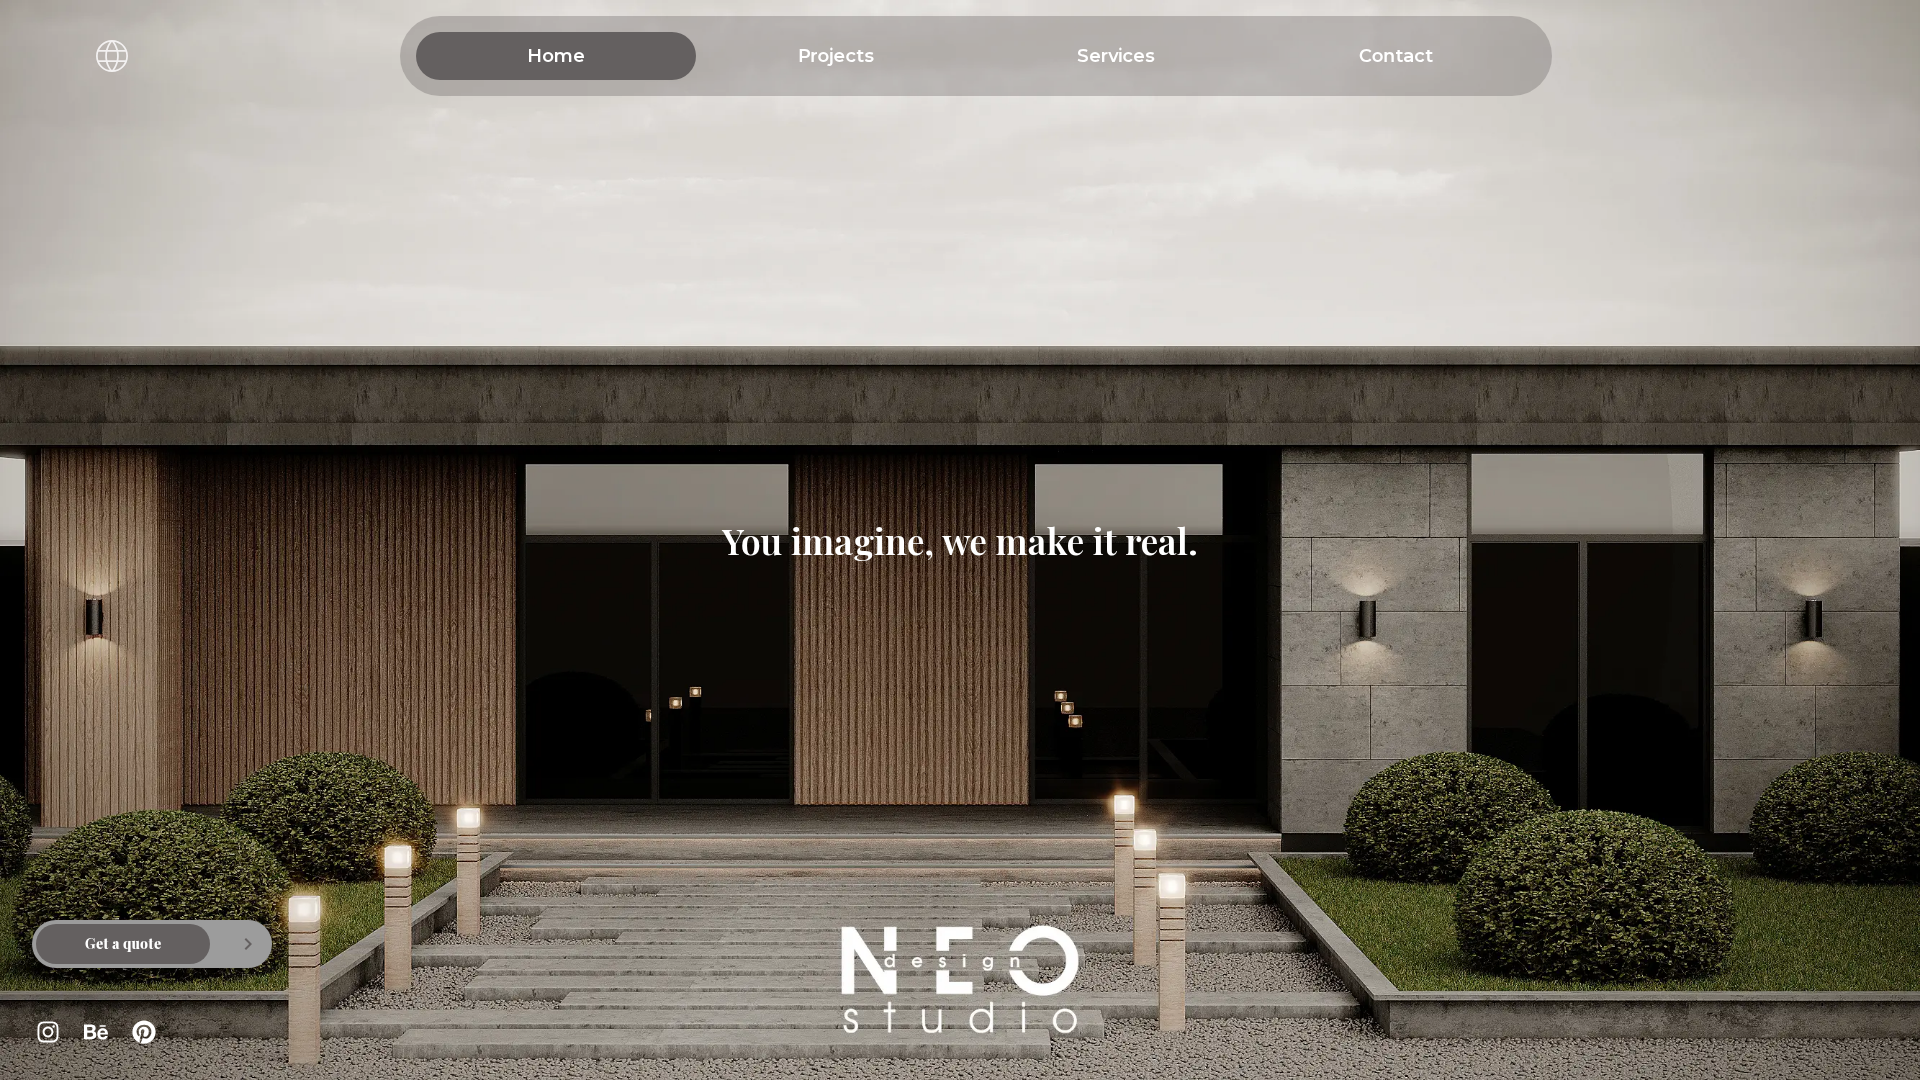 Home
Projects
Services
Contact
You imagine, we make it real.
Get a quote
NEO
design
studio
Bē